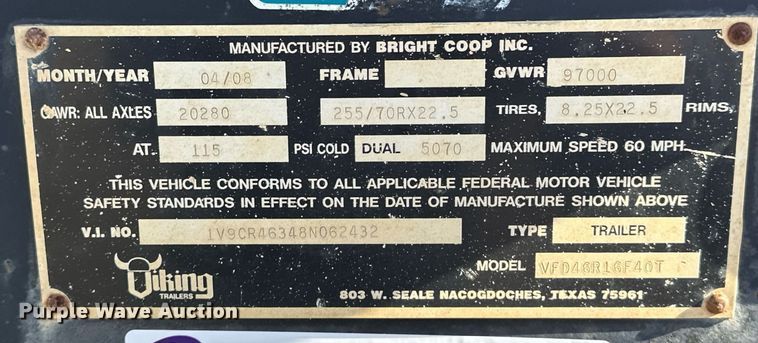 MANUFACTURED BY BRIGHT COOP INC.
MONTH/YEAR 04/08 FRAME GVWR 97000
GAWR: ALL AXLES 20280 255/70RX22.5 TIRES, 8.25X22.5 RIMS
AT 115 PSI COLD DUAL 5070 MAXIMUM SPEED 60 MPH
THIS VEHICLE CONFORMS TO ALL APPLICABLE FEDERAL MOTOR VEHICLE
SAFETY STANDARDS IN EFFECT ON THE DATE OF MANUFACTURE SHOWN ABOVE
V.I. NO. 1V9CR46348N062432 TYPE TRAILER
MODEL VFD46R16F40T
Viking
TRAILERS
803 W. SEALE NACOGDOCHES, TEXAS 75961
Purple Wave Auction